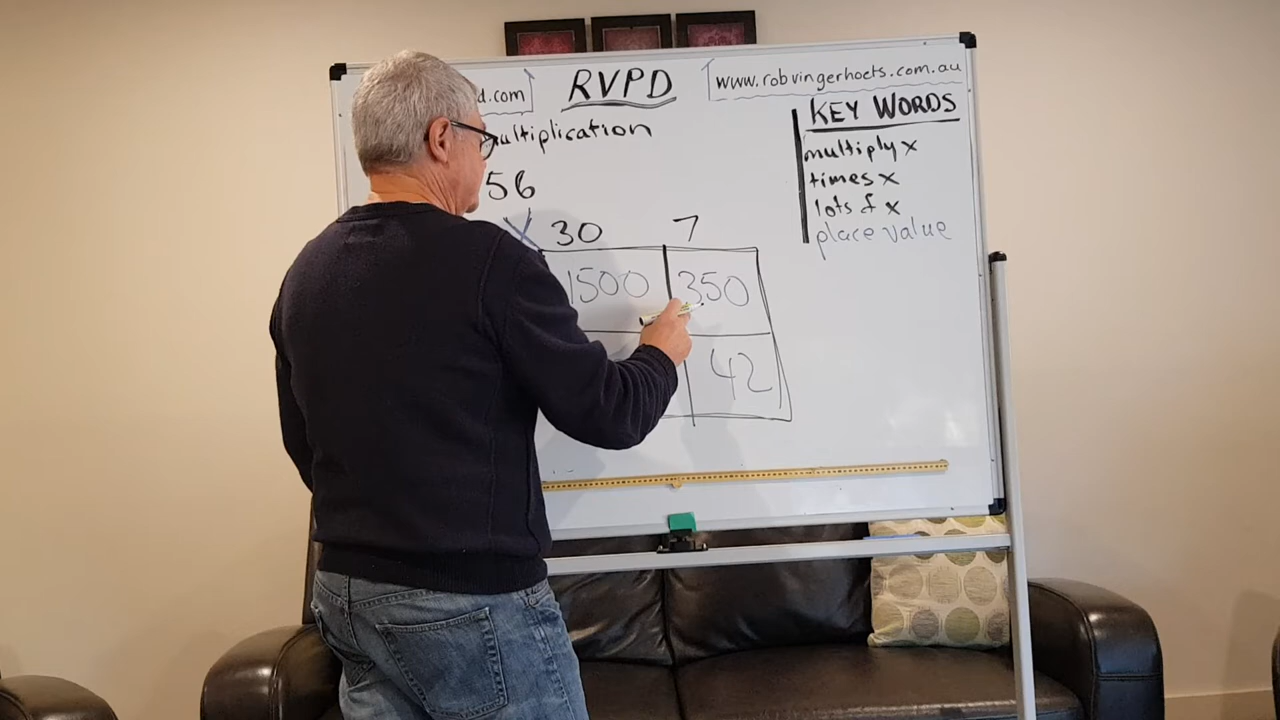 d.com
RVPD
www.robvingerhoets.com.au
multiplication
56
X 30 7
1500 350
42
KEY WORDS
multiply x
times x
lots of x
place value